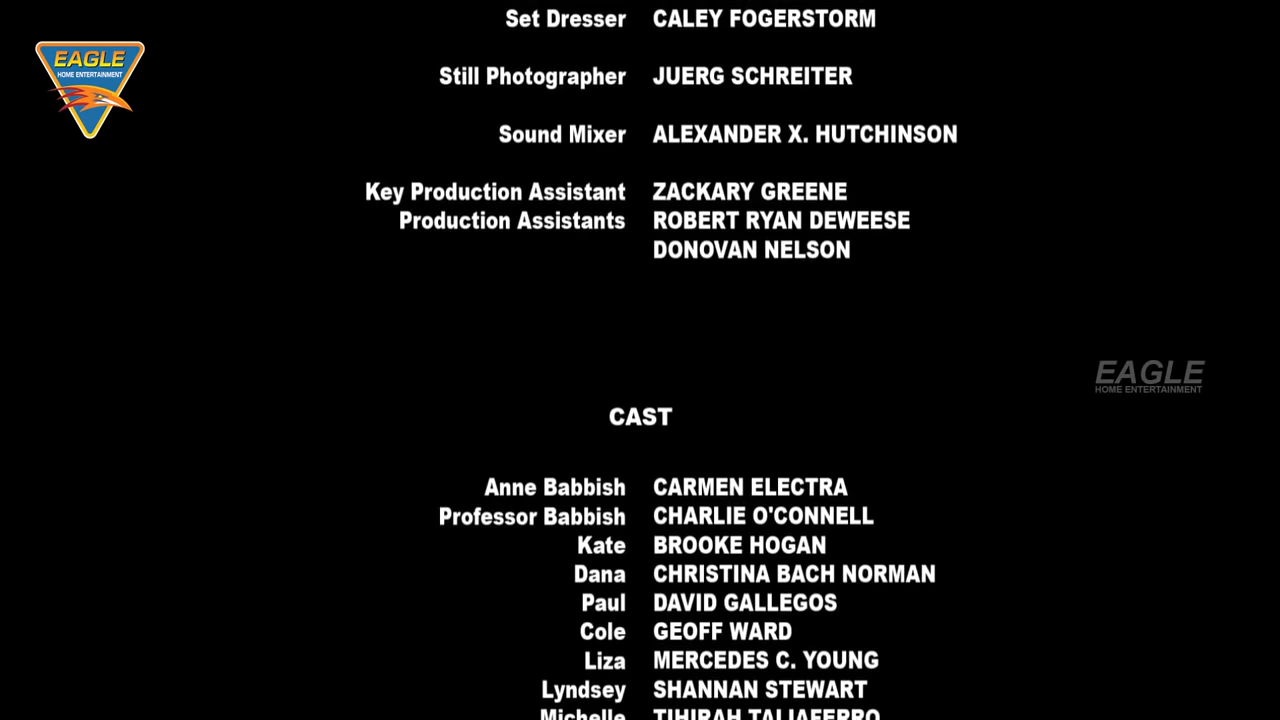 Set Dresser CALEY FOGERSTORM
EAGLE
HOME ENTERTAINMENT
Still Photographer JUERG SCHREITER
Sound Mixer ALEXANDER X. HUTCHINSON
Key Production Assistant ZACKARY GREENE
Production Assistants ROBERT RYAN DEWEESE
DONOVAN NELSON
EAGLE
HOME ENTERTAINMENT
CAST
Anne Babbish CARMEN ELECTRA
Professor Babbish CHARLIE O'CONNELL
Kate BROOKE HOGAN
Dana CHRISTINA BACH NORMAN
Paul DAVID GALLEGOS
Cole GEOFF WARD
Liza MERCEDES C. YOUNG
Lyndsey SHANNAN STEWART
Michelle TIHIRAH TALIAFERRO